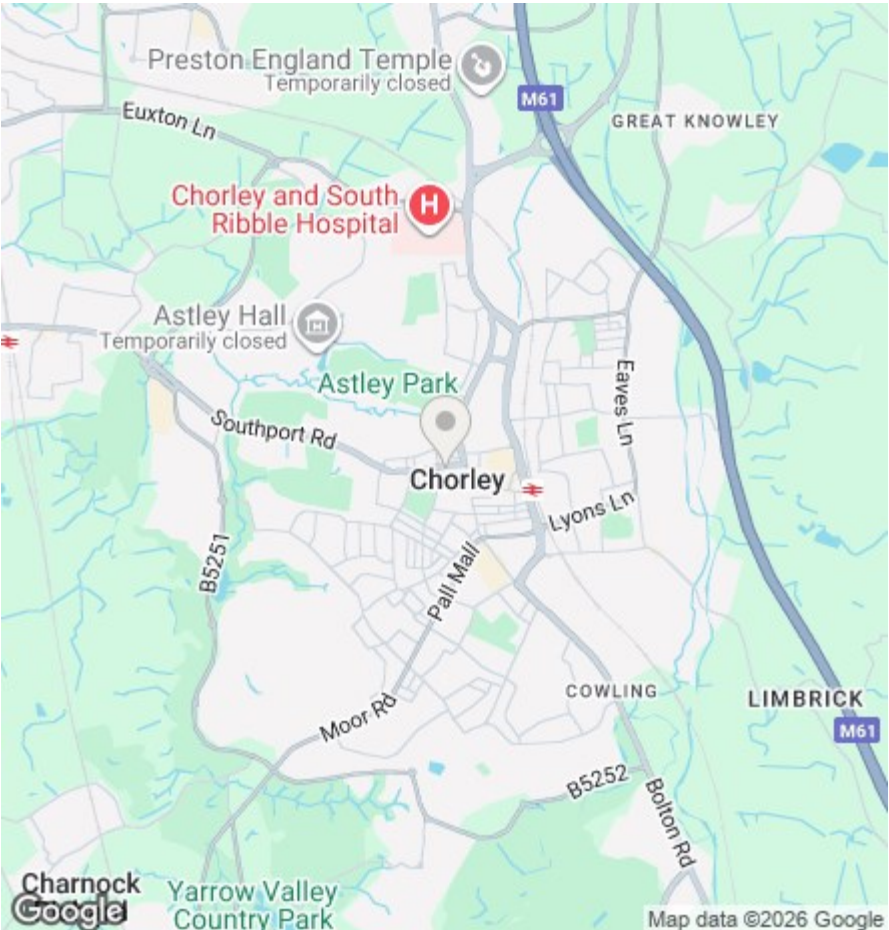 Preston England Temple
Temporarily closed
M61
GREAT KNOWLEY
Euxton Ln
Chorley and South
Ribble Hospital
H
Astley Hall
Temporarily closed
Astley Park
Eaves Ln
Southport Rd
Chorley
Lyons Ln
B5251
Pall Mall
COWLING
LIMBRICK
Moor Rd
M61
B5252
Bolton Rd
Charnock
Yarrow Valley
Country Park
Google
Map data ©2026 Google